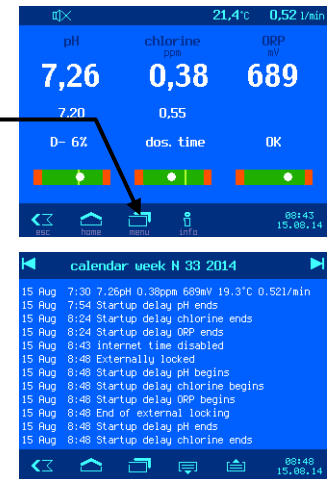 21,4°c 0,52 l/min
pH chlorine ORP
ppm mV
7,26 0,38 689
7,20 0,55
D- 6% dos. time OK
esc home menu info
08:43
15.08.14
calendar week N 33 2014
15 Aug 7:30 7.26pH 0.38ppm 689mV 19.3°C 0.52l/min
15 Aug 7:54 Startup delay pH ends
15 Aug 8:24 Startup delay chlorine ends
15 Aug 8:24 Startup delay ORP ends
15 Aug 8:43 internet time disabled
15 Aug 8:48 Externally locked
15 Aug 8:48 Startup delay pH begins
15 Aug 8:48 Startup delay chlorine begins
15 Aug 8:48 Startup delay ORP begins
15 Aug 8:48 End of external locking
15 Aug 8:48 Startup delay pH ends
15 Aug 8:48 Startup delay chlorine ends
08:48
15.08.14